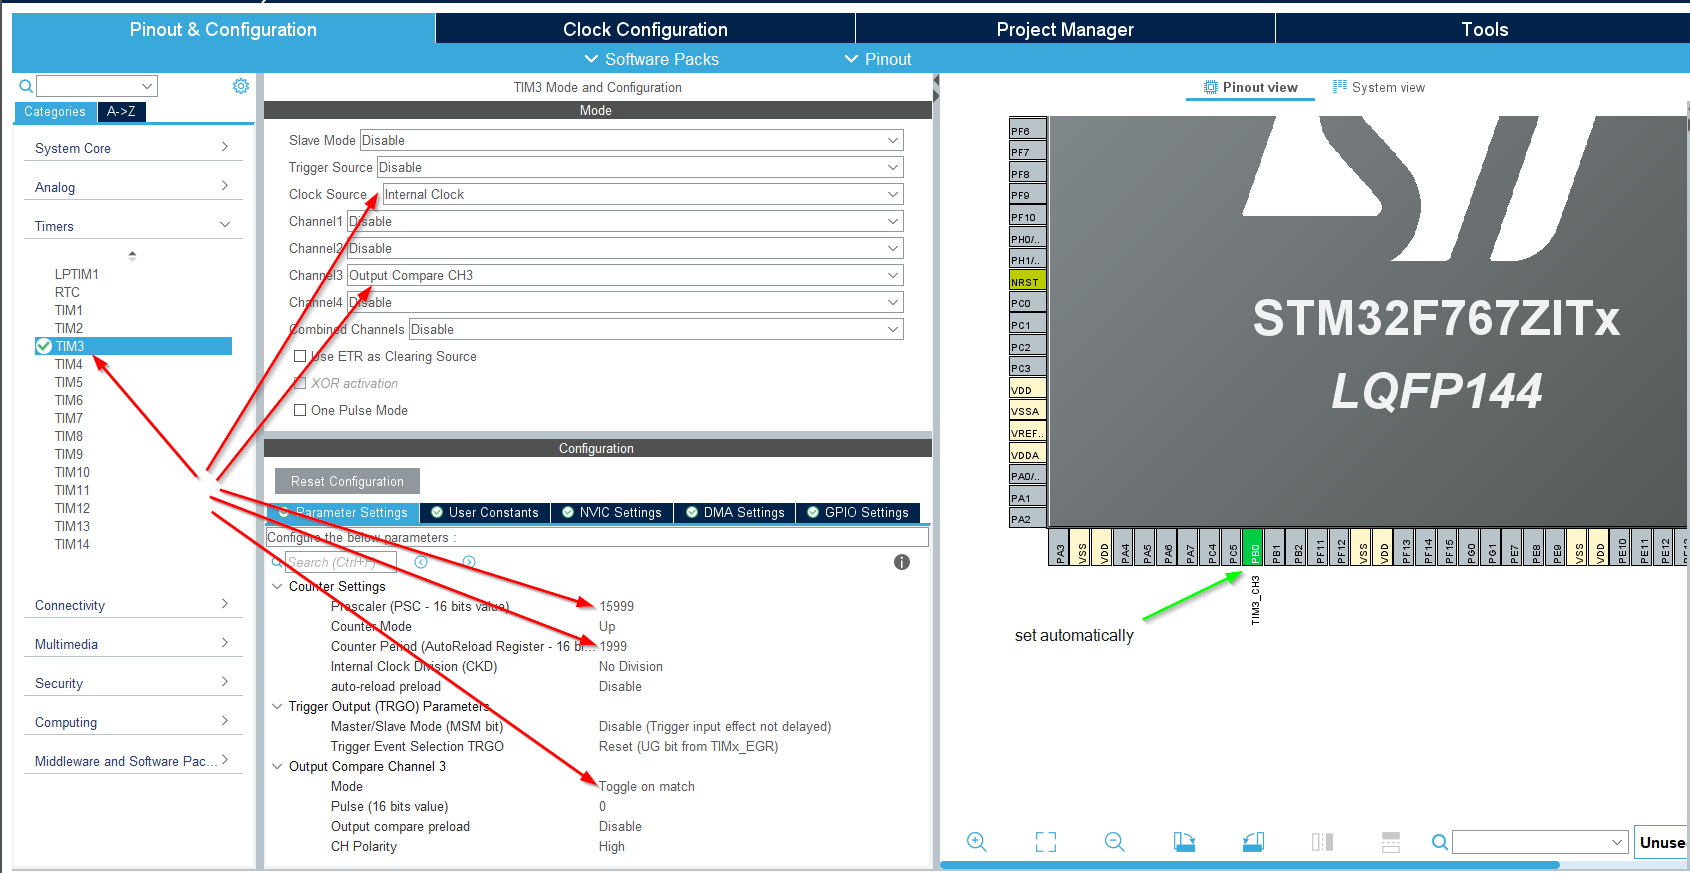 Pinout & Configuration
Clock Configuration
Project Manager
Tools
Software Packs
Pinout
Categories
A->Z
System Core
Analog
Timers
LPTIM1
RTC
TIM1
TIM2
TIM3
TIM4
TIM5
TIM6
TIM7
TIM8
TIM9
TIM10
TIM11
TIM12
TIM13
TIM14
Connectivity
Multimedia
Security
Computing
Middleware and Software Pac...
TIM3 Mode and Configuration
Mode
Slave Mode Disable
Trigger Source Disable
Clock Source Internal Clock
Channel1 Disable
Channel2 Disable
Channel3 Output Compare CH3
Channel4 Disable
Combined Channels Disable
Use ETR as Clearing Source
XOR activation
One Pulse Mode
Configuration
Reset Configuration
Parameter Settings
User Constants
NVIC Settings
DMA Settings
GPIO Settings
Configure the below parameters :
Search (Ctrl+F)
Counter Settings
Prescaler (PSC - 16 bits value) 15999
Counter Mode Up
Counter Period (AutoReload Register - 16 bi... 1999
Internal Clock Division (CKD) No Division
auto-reload preload Disable
Trigger Output (TRGO) Parameters
Master/Slave Mode (MSM bit) Disable (Trigger input effect not delayed)
Trigger Event Selection TRGO Reset (UG bit from TIMx_EGR)
Output Compare Channel 3
Mode Toggle on match
Pulse (16 bits value) 0
Output compare preload Disable
CH Polarity High
Pinout view
System view
PF6
PF7
PF8
PF9
PF10
PH0/..
PH1/..
NRST
PC0
PC1
PC2
PC3
VDD
VSSA
VREF..
VDDA
PA0/..
PA1
PA2
STM32F767ZITx
LQFP144
PA3
VSS
VDD
PA4
PA5
PA6
PA7
PC4
PC5
PB0
PB1
PB2
PF11
PF12
VSS
VDD
PF13
PF14
PF15
PG0
PG1
PE7
PE8
PE9
VSS
VDD
PE10
PE11
PE12
TIM3_CH3
set automatically
Unuse